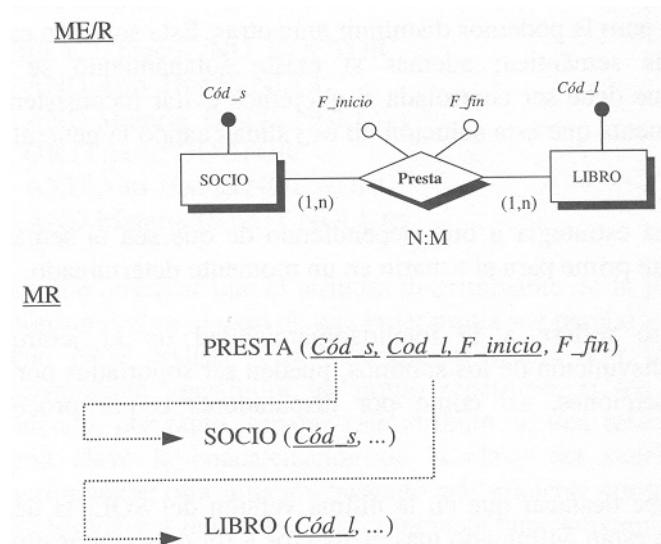 ME/R
Cód_s
F_inicio
F_fin
Cód_l
SOCIO
Presta
LIBRO
(1,n)
(1,n)
N:M
MR
PRESTA (Cód_s, Cod_l, F_inicio, F_fin)
SOCIO (Cód_s, ...)
LIBRO (Cód_l, ...)